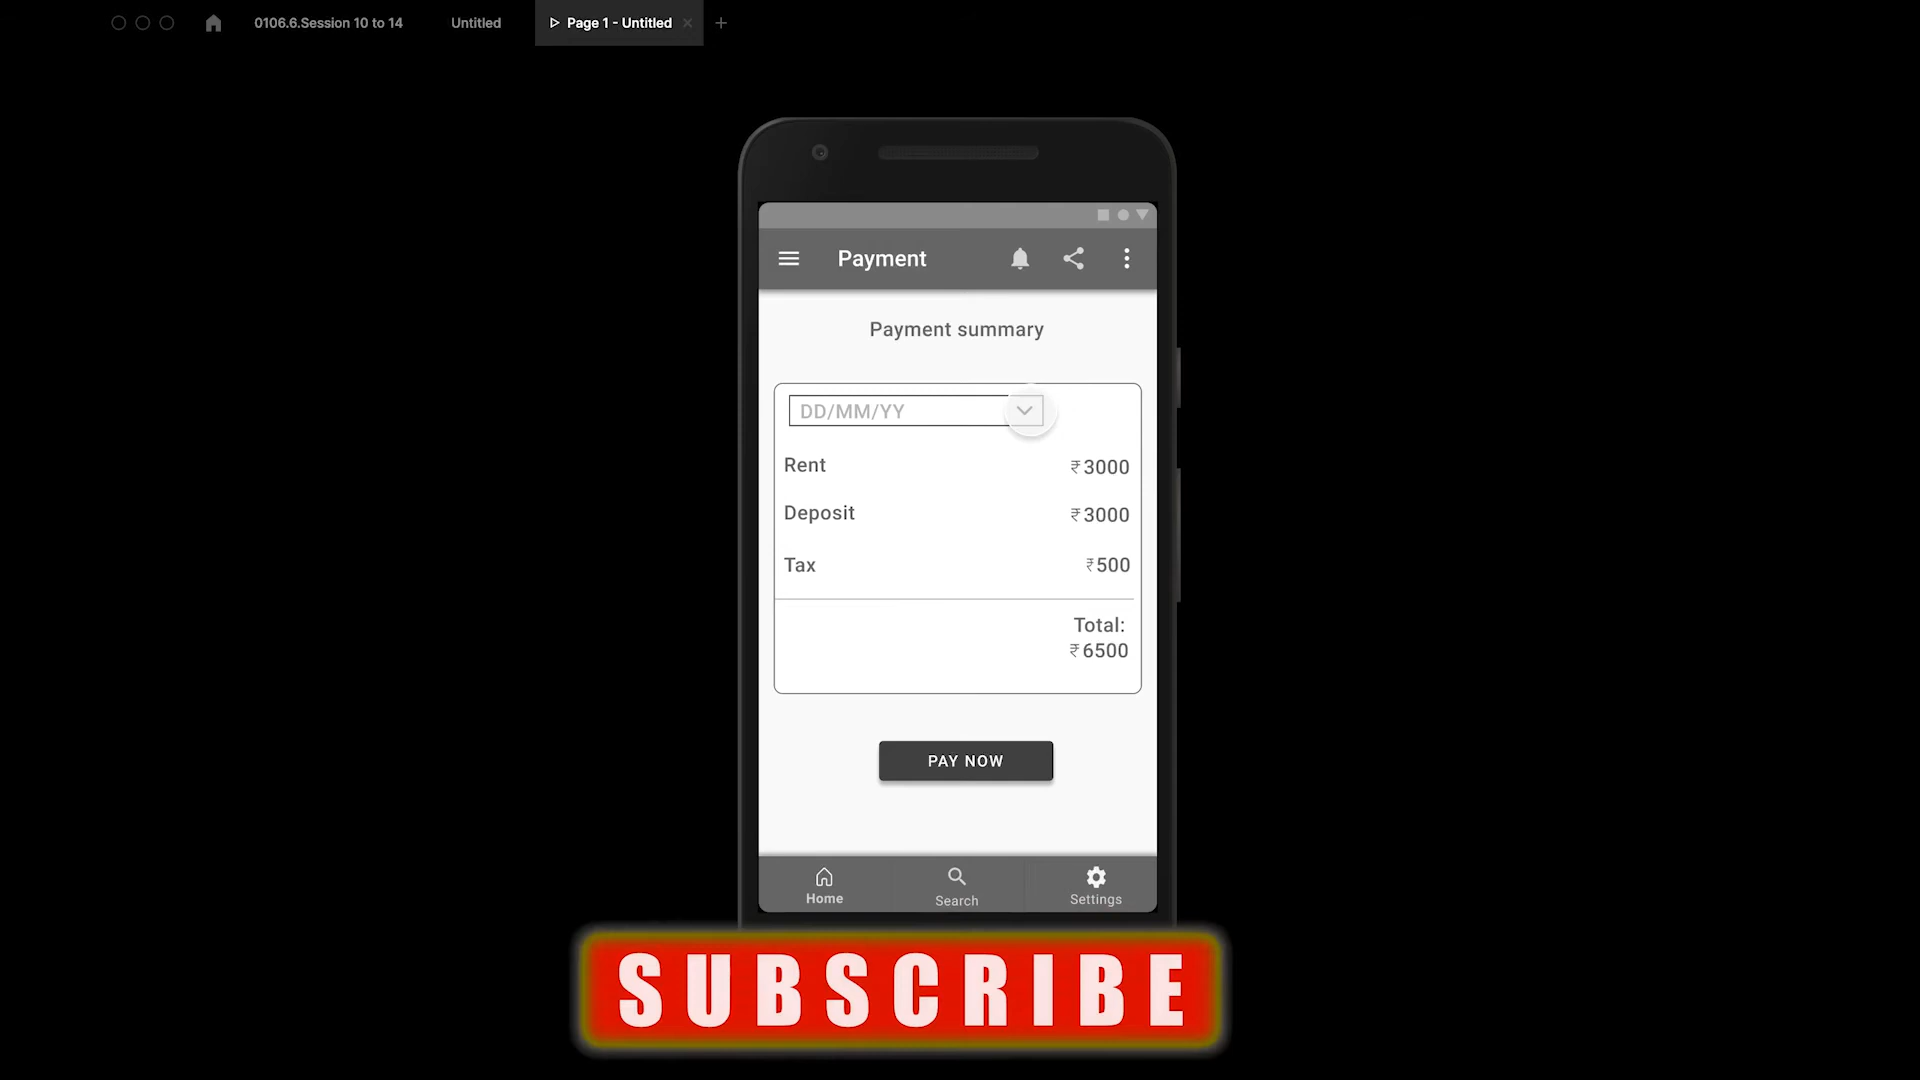 0106.6.Session 10 to 14
Untitled
Page 1 - Untitled
Payment
Payment summary
DD/MM/YY
Rent ₹3000
Deposit ₹3000
Tax ₹500
Total:
₹6500
PAY NOW
Home
Search
Settings
SUBSCRIBE